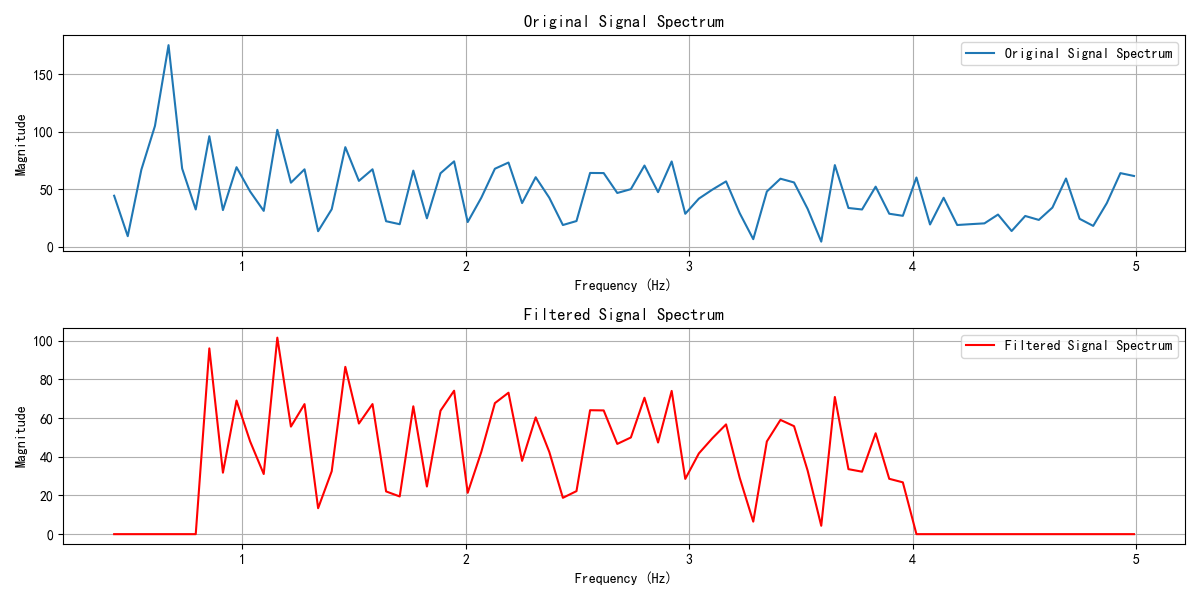 Original Signal Spectrum
Original Signal Spectrum
Magnitude
150
100
50
0
1 2 3 4 5
Frequency (Hz)
Filtered Signal Spectrum
Filtered Signal Spectrum
Magnitude
100
80
60
40
20
0
1 2 3 4 5
Frequency (Hz)